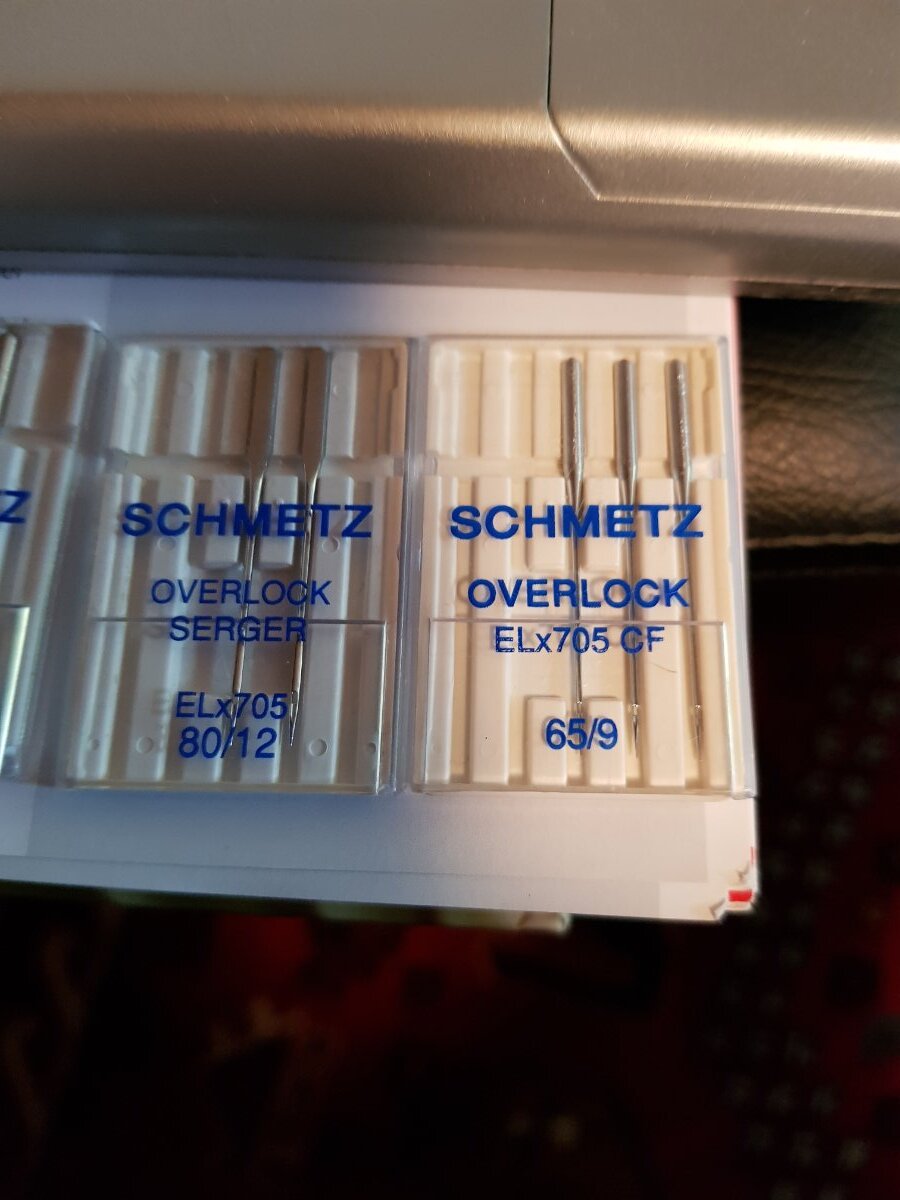 Z
SCHMETZ
OVERLOCK
SERGER
ELx705
80/12
SCHMETZ
OVERLOCK
ELx705 CF
65/9